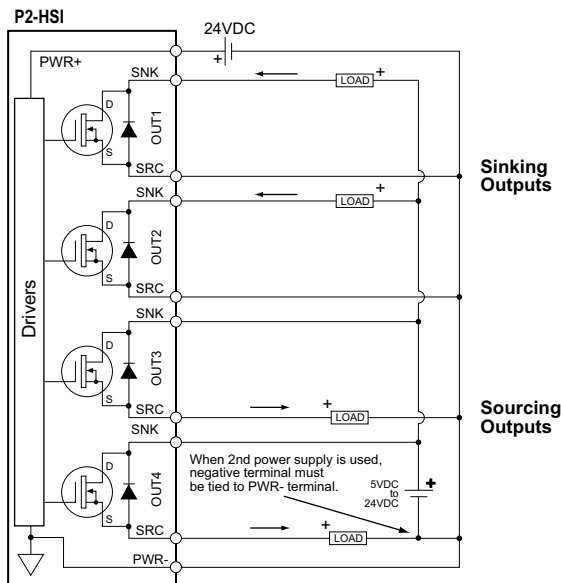 P2-HSI
24VDC
+
PWR+
SNK
LOAD +
D
S
OUT1
SRC
SNK
LOAD +
Sinking
Outputs
D
S
OUT2
SRC
SNK
Drivers
D
S
OUT3
SRC
+ LOAD
SNK
Sourcing
Outputs
When 2nd power supply is used,
negative terminal must
be tied to PWR- terminal.
5VDC
to
24VDC
+
D
S
OUT4
SRC
+ LOAD
PWR-